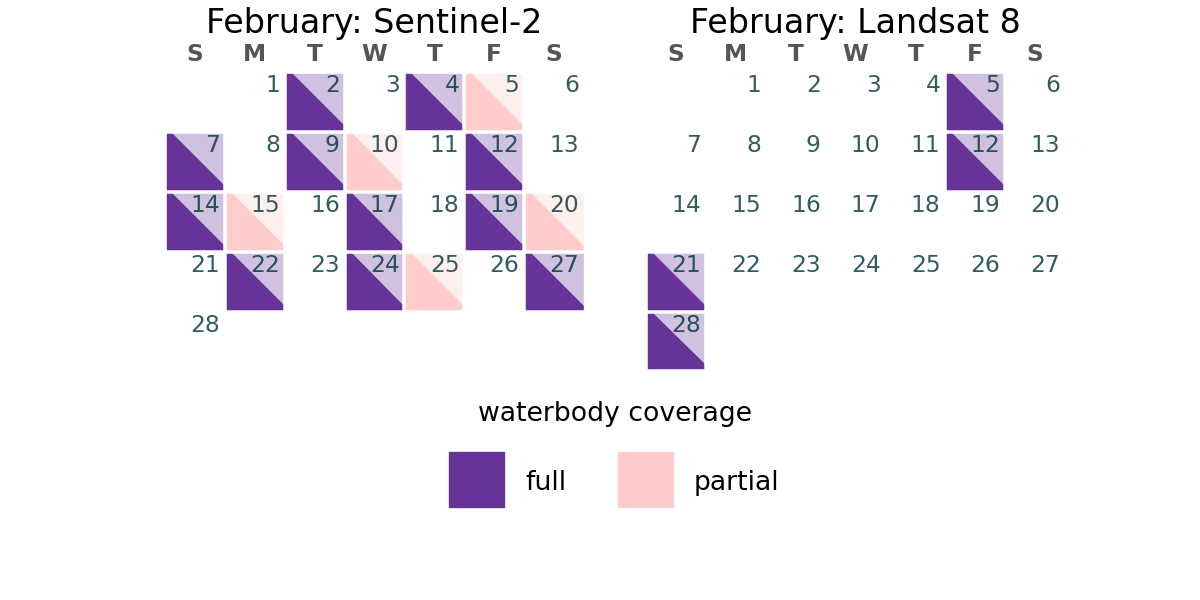 February: Sentinel-2
S M T W T F S
1 2 3 4 5 6
7 8 9 10 11 12 13
14 15 16 17 18 19 20
21 22 23 24 25 26 27
28
February: Landsat 8
S M T W T F S
1 2 3 4 5 6
7 8 9 10 11 12 13
14 15 16 17 18 19 20
21 22 23 24 25 26 27
28
waterbody coverage
full partial